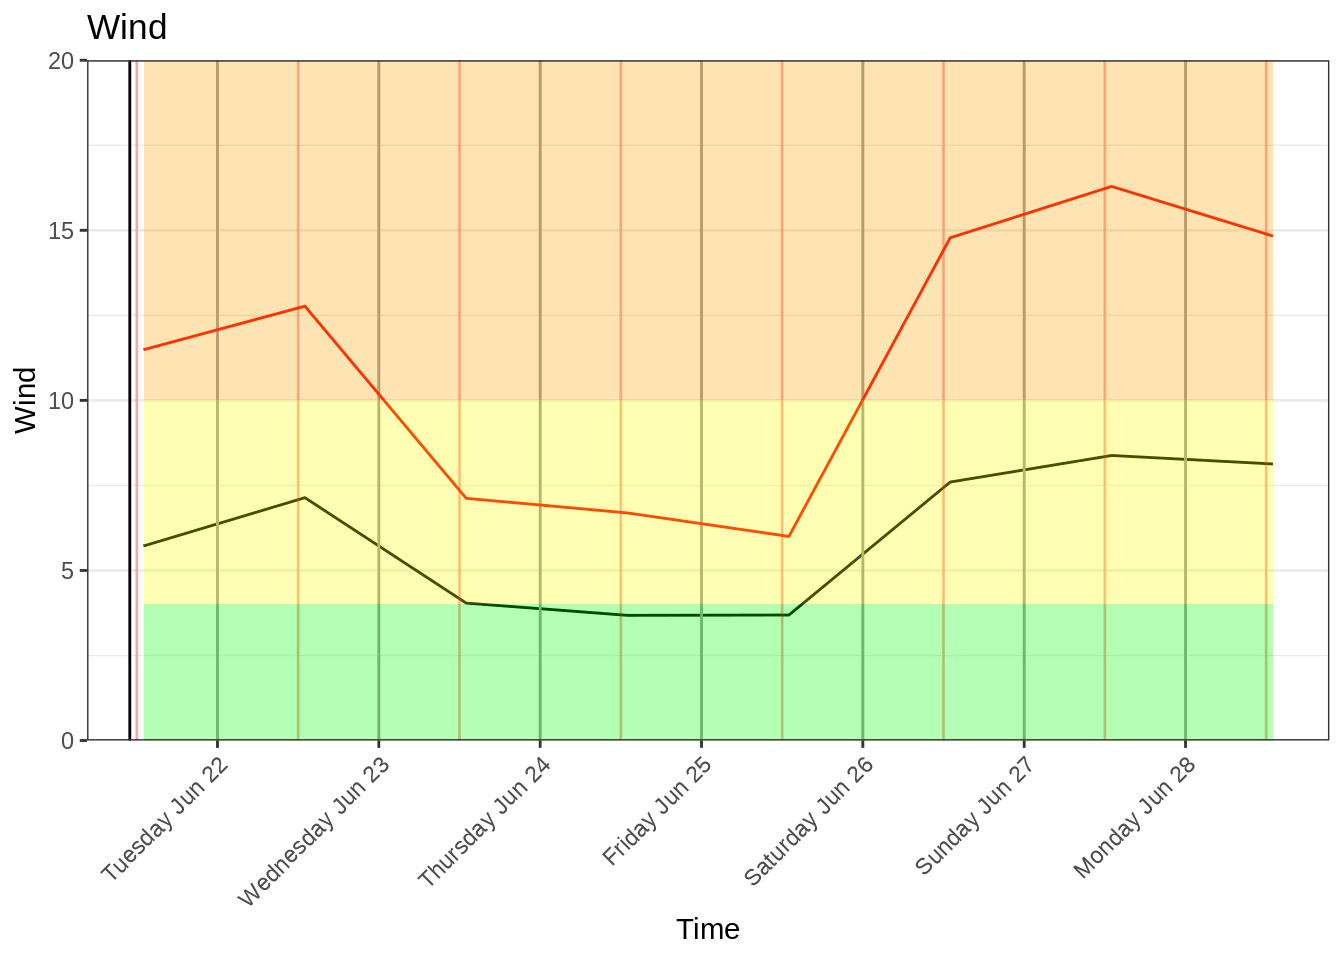 Wind
20
15
10
5
0
Wind
Tuesday Jun 22
Wednesday Jun 23
Thursday Jun 24
Friday Jun 25
Saturday Jun 26
Sunday Jun 27
Monday Jun 28
Time